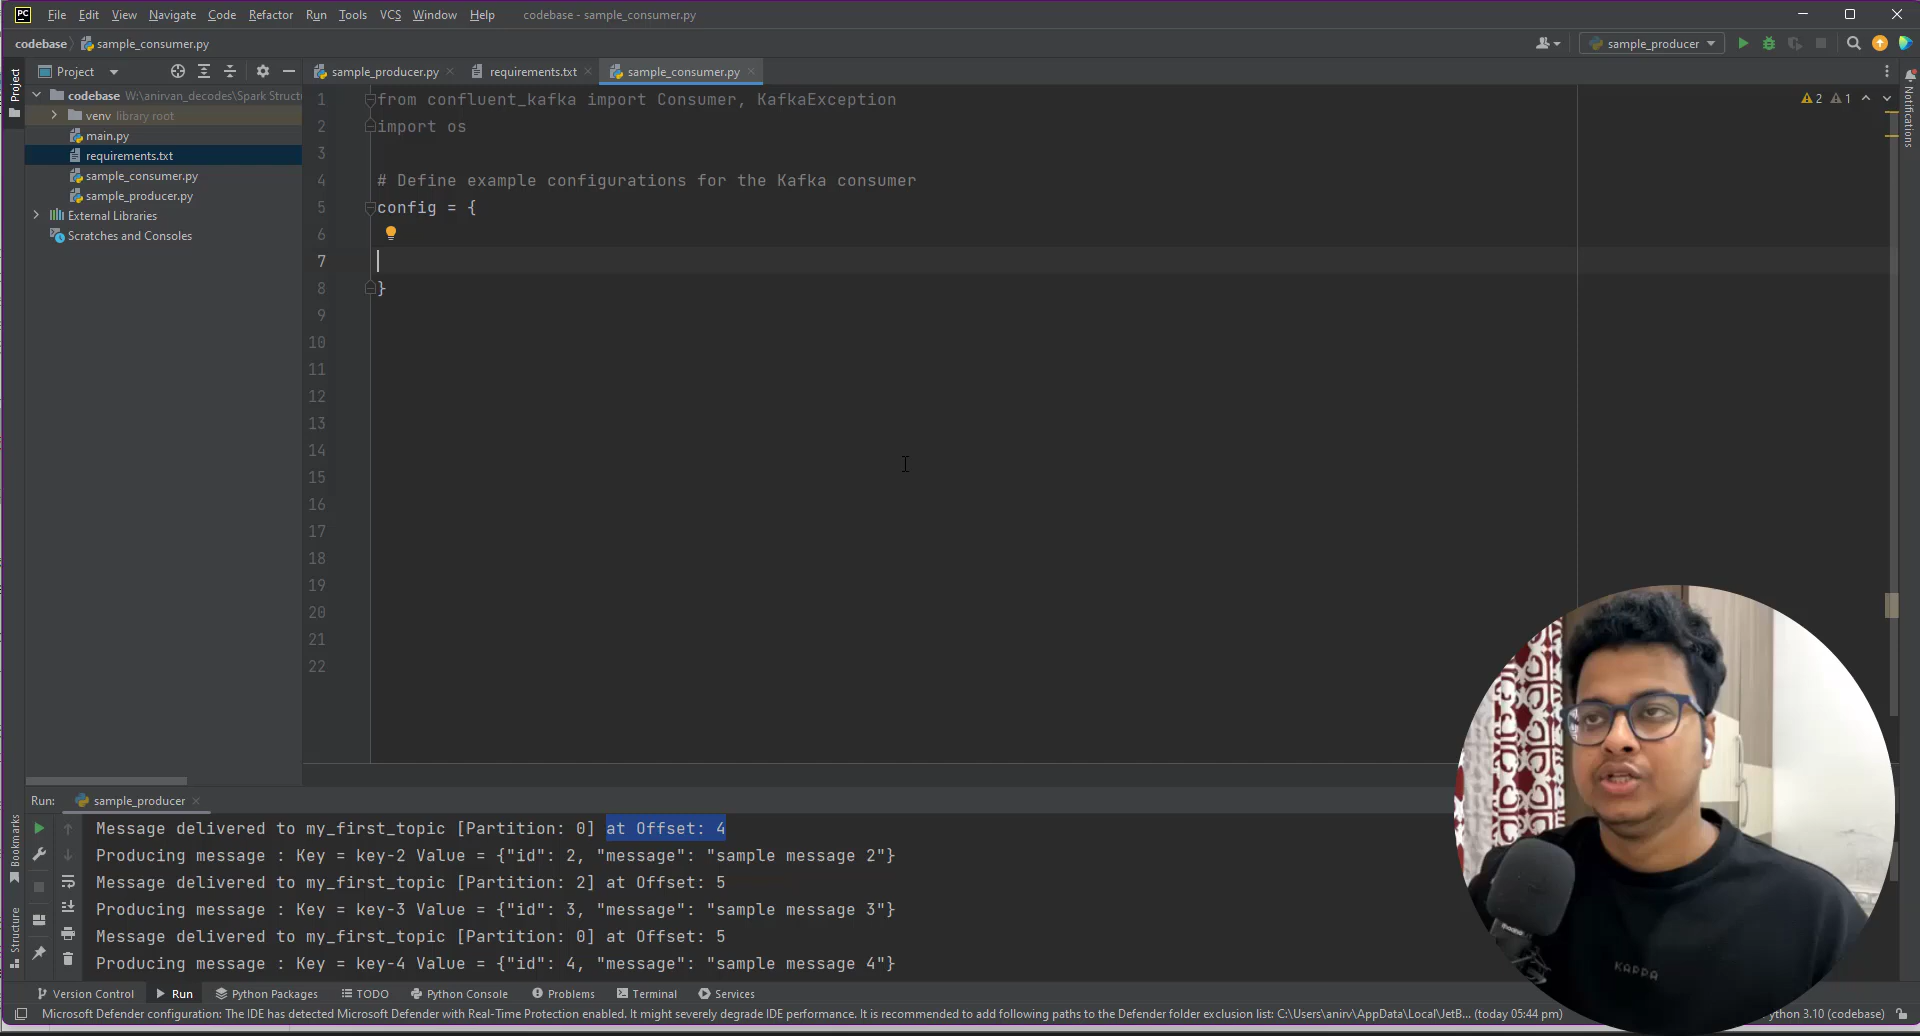 File Edit View Navigate Code Refactor Run Tools VCS Window Help codebase - sample_consumer.py
codebase sample_consumer.py sample_producer
Project sample_producer.py requirements.txt sample_consumer.py
Project
codebase W:\anirvan_decodes\Spark Struct
venv library root
main.py
requirements.txt
sample_consumer.py
sample_producer.py
External Libraries
Scratches and Consoles
1 from confluent_kafka import Consumer, KafkaException
2 import os
3
4 # Define example configurations for the Kafka consumer
5 config = {
6
7
8 }
9
10
11
12
13
14
15
16
17
18
19
20
21
22
2 1
Notifications
Run: sample_producer
Message delivered to my_first_topic [Partition: 0] at Offset: 4
Producing message : Key = key-2 Value = {"id": 2, "message": "sample message 2"}
Message delivered to my_first_topic [Partition: 2] at Offset: 5
Producing message : Key = key-3 Value = {"id": 3, "message": "sample message 3"}
Message delivered to my_first_topic [Partition: 0] at Offset: 5
Producing message : Key = key-4 Value = {"id": 4, "message": "sample message 4"}
Bookmarks
Structure
KAPPA
Version Control Run Python Packages TODO Python Console Problems Terminal Services
Microsoft Defender configuration: The IDE has detected Microsoft Defender with Real-Time Protection enabled. It might severely degrade IDE performance. It is recommended to add following paths to the Defender folder exclusion list: C:\Users\anirv\AppData\Local\JetB... (today 05:44 pm) ython 3.10 (codebase)